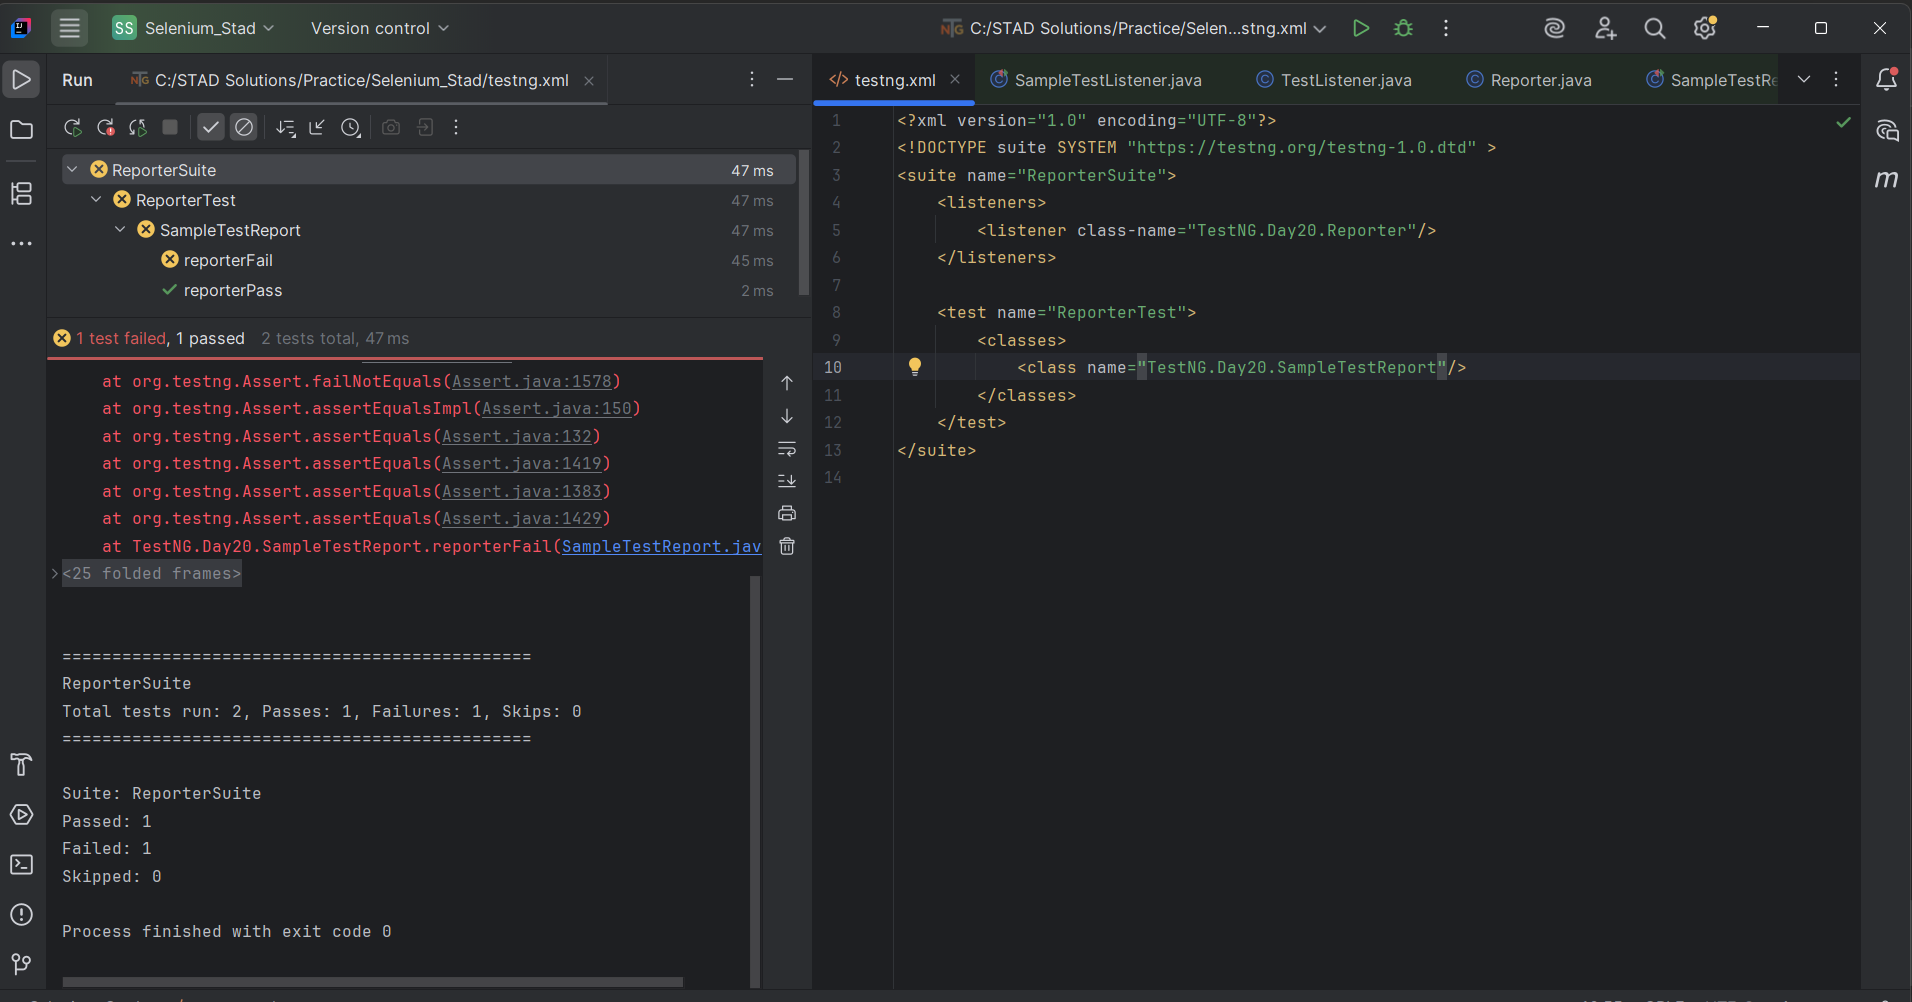 SS Selenium_Stad
Version control
C:/STAD Solutions/Practice/Selen...stng.xml
Run
C:/STAD Solutions/Practice/Selenium_Stad/testng.xml
ReporterSuite 47 ms
ReporterTest 47 ms
SampleTestReport 47 ms
reporterFail 45 ms
reporterPass 2 ms
1 test failed, 1 passed 2 tests total, 47 ms
at org.testng.Assert.failNotEquals(Assert.java:1578)
at org.testng.Assert.assertEqualsImpl(Assert.java:150)
at org.testng.Assert.assertEquals(Assert.java:132)
at org.testng.Assert.assertEquals(Assert.java:1419)
at org.testng.Assert.assertEquals(Assert.java:1383)
at org.testng.Assert.assertEquals(Assert.java:1429)
at TestNG.Day20.SampleTestReport.reporterFail(SampleTestReport.jav
<25 folded frames>
===============================================
ReporterSuite
Total tests run: 2, Passes: 1, Failures: 1, Skips: 0
===============================================
Suite: ReporterSuite
Passed: 1
Failed: 1
Skipped: 0
Process finished with exit code 0
testng.xml
SampleTestListener.java
TestListener.java
Reporter.java
SampleTestRe
1 <?xml version="1.0" encoding="UTF-8"?>
2 <!DOCTYPE suite SYSTEM "https://testng.org/testng-1.0.dtd" >
3 <suite name="ReporterSuite">
4 <listeners>
5 <listener class-name="TestNG.Day20.Reporter"/>
6 </listeners>
7
8 <test name="ReporterTest">
9 <classes>
10 <class name="TestNG.Day20.SampleTestReport"/>
11 </classes>
12 </test>
13 </suite>
14
m